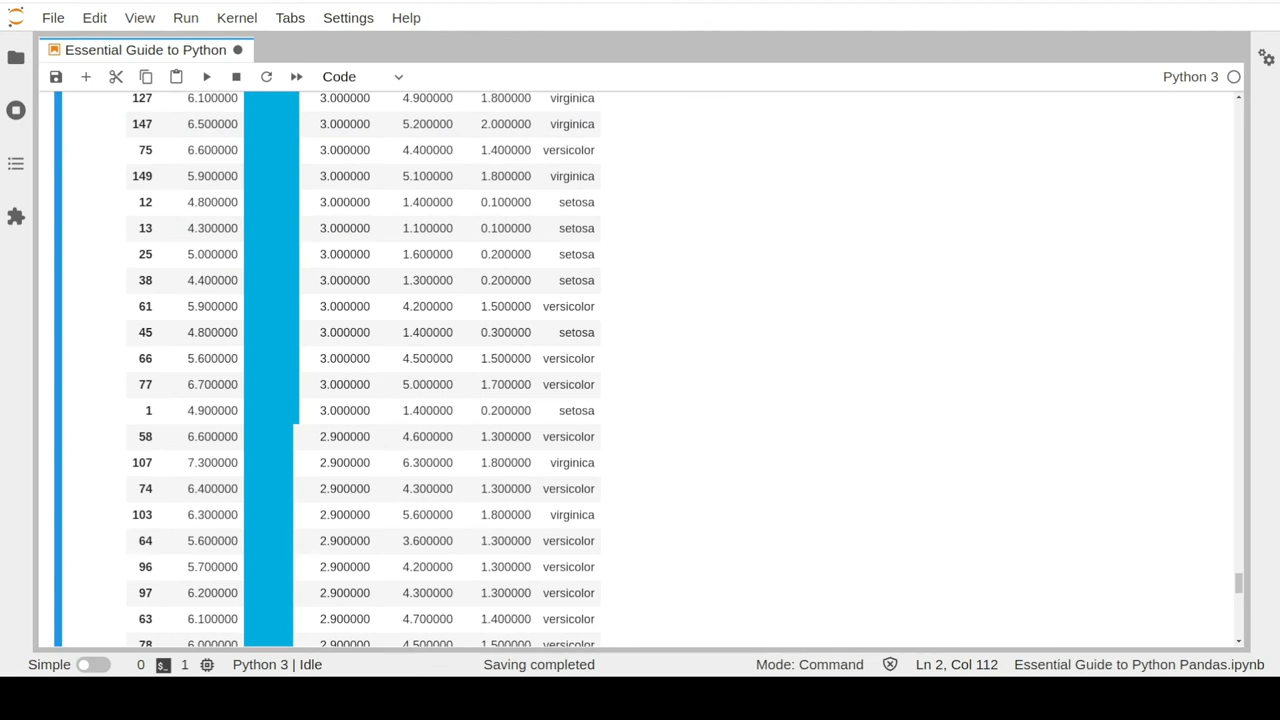 File Edit View Run Kernel Tabs Settings Help
Essential Guide to Python
Code Python 3
127 6.100000 3.000000 4.900000 1.800000 virginica
147 6.500000 3.000000 5.200000 2.000000 virginica
75 6.600000 3.000000 4.400000 1.400000 versicolor
149 5.900000 3.000000 5.100000 1.800000 virginica
12 4.800000 3.000000 1.400000 0.100000 setosa
13 4.300000 3.000000 1.100000 0.100000 setosa
25 5.000000 3.000000 1.600000 0.200000 setosa
38 4.400000 3.000000 1.300000 0.200000 setosa
61 5.900000 3.000000 4.200000 1.500000 versicolor
45 4.800000 3.000000 1.400000 0.300000 setosa
66 5.600000 3.000000 4.500000 1.500000 versicolor
77 6.700000 3.000000 5.000000 1.700000 versicolor
1 4.900000 3.000000 1.400000 0.200000 setosa
58 6.600000 2.900000 4.600000 1.300000 versicolor
107 7.300000 2.900000 6.300000 1.800000 virginica
74 6.400000 2.900000 4.300000 1.300000 versicolor
103 6.300000 2.900000 5.600000 1.800000 virginica
64 5.600000 2.900000 3.600000 1.300000 versicolor
96 5.700000 2.900000 4.200000 1.300000 versicolor
97 6.200000 2.900000 4.300000 1.300000 versicolor
63 6.100000 2.900000 4.700000 1.400000 versicolor
78 6.000000 2.900000 4.500000 1.500000 versicolor
Simple 0 1 Python 3 | Idle Saving completed Mode: Command Ln 2, Col 112 Essential Guide to Python Pandas.ipynb